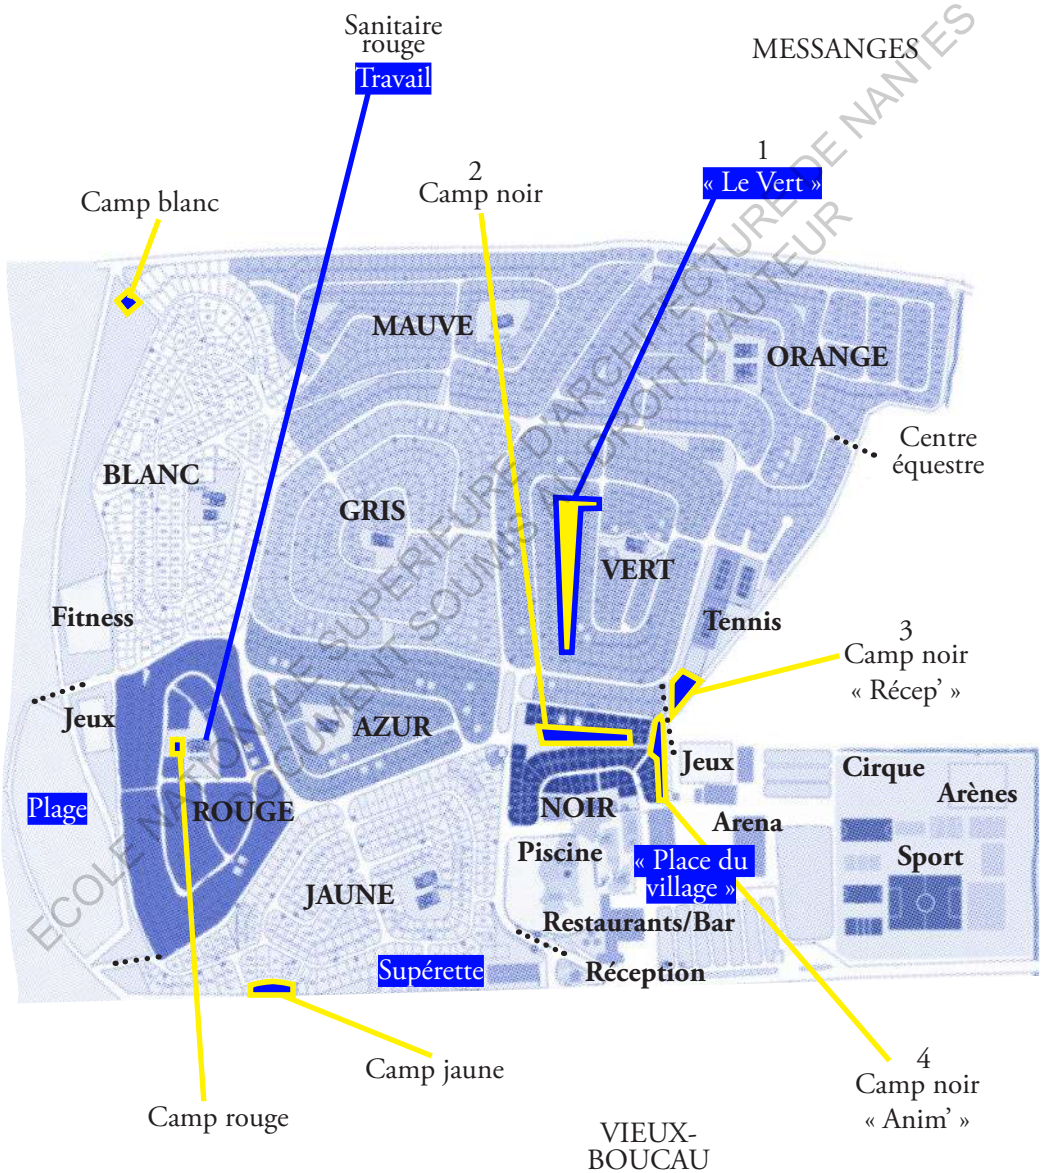 Sanitaire
rouge
Travail
MESSANGES
1
« Le Vert »
2
Camp noir
Camp blanc
MAUVE
ORANGE
Centre
équestre
BLANC
GRIS
VERT
Fitness
Tennis
3
Camp noir
« Récep' »
Jeux
AZUR
Jeux
Cirque
Arènes
Plage
ROUGE
NOIR
Arena
Piscine
« Place du
village »
Sport
JAUNE
Restaurants/Bar
Supérette
Réception
Camp jaune
4
Camp noir
« Anim' »
Camp rouge
VIEUX-
BOUCAU
ECOLE NATIONALE SUPERIEURE D'ARCHITECTURE DE NANTES
DOCUMENT SOUMIS AU DROIT D'AUTEUR